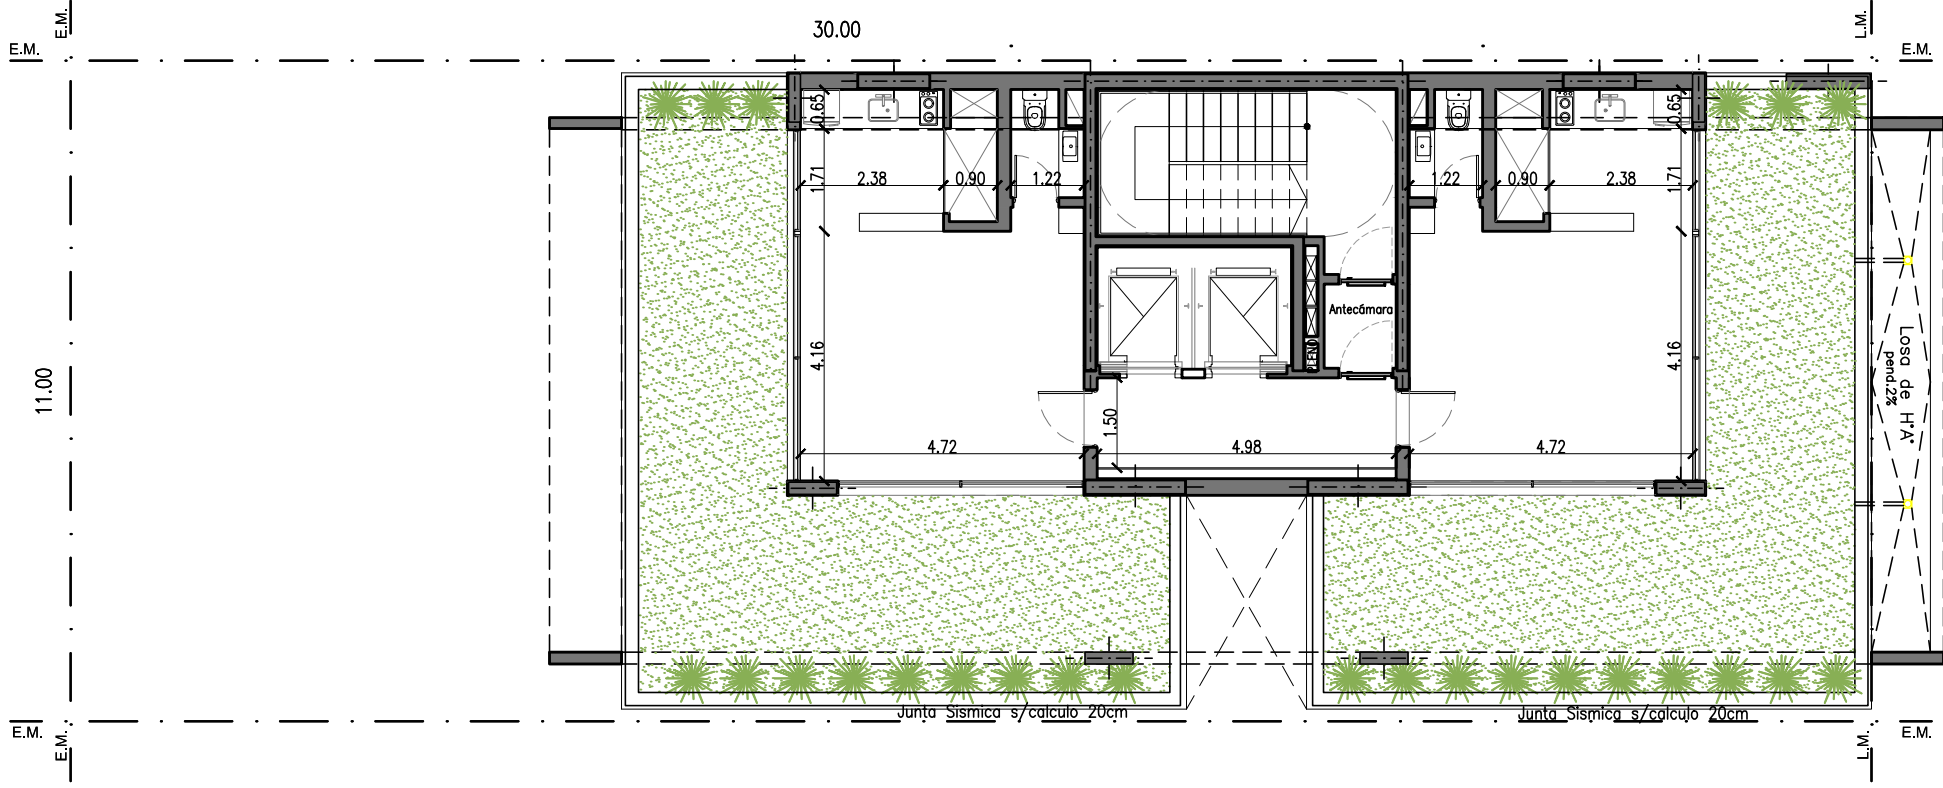 E.M.
30.00
L.M.
E.M.
E.M.
0.65
0.65
1.71
2.38
0.90
1.22
1.22
0.90
2.38
1.71
Antecámara
4.16
4.16
Losa de HºAº
pend.2%
11.00
1.50
4.72
4.98
4.72
Junta Sismica s/calculo 20cm
Junta Sismica s/calculo 20cm
E.M.
E.M.
L.M.
E.M.